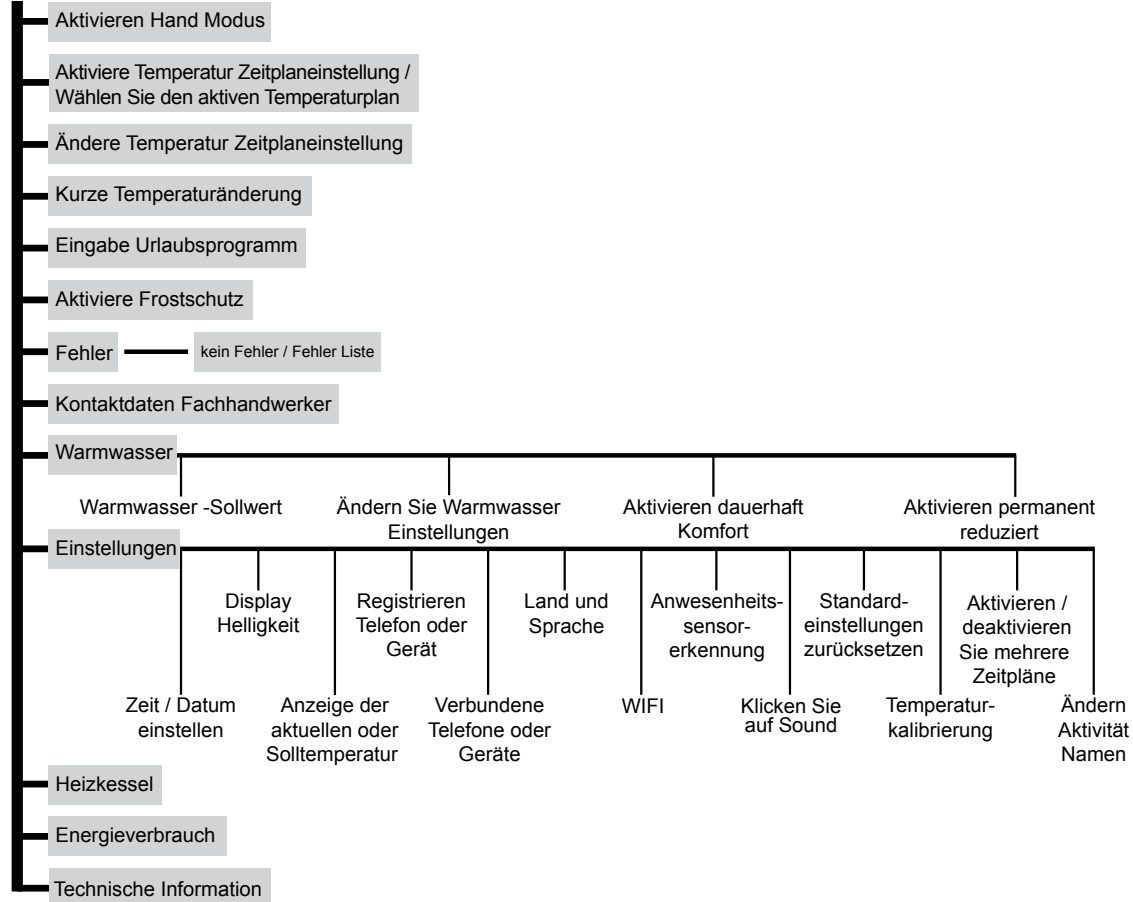 Aktivieren Hand Modus
Aktiviere Temperatur Zeitplaneinstellung /
Wählen Sie den aktiven Temperaturplan
Ändere Temperatur Zeitplaneinstellung
Kurze Temperaturänderung
Eingabe Urlaubsprogramm
Aktiviere Frostschutz
Fehler
kein Fehler / Fehler Liste
Kontaktdaten Fachhandwerker
Warmwasser
Warmwasser -Sollwert
Ändern Sie Warmwasser
Einstellungen
Aktivieren dauerhaft
Komfort
Aktivieren permanent
reduziert
Einstellungen
Display
Helligkeit
Registrieren
Telefon oder
Gerät
Land und
Sprache
Anwesenheits-
sensor-
erkennung
Standard-
einstellungen
zurücksetzen
Aktivieren /
deaktivieren
Sie mehrere
Zeitpläne
Zeit / Datum
einstellen
Anzeige der
aktuellen oder
Solltemperatur
Verbundene
Telefone oder
Geräte
WIFI
Klicken Sie
auf Sound
Temperatur-
kalibrierung
Ändern
Aktivität
Namen
Heizkessel
Energieverbrauch
Technische Information